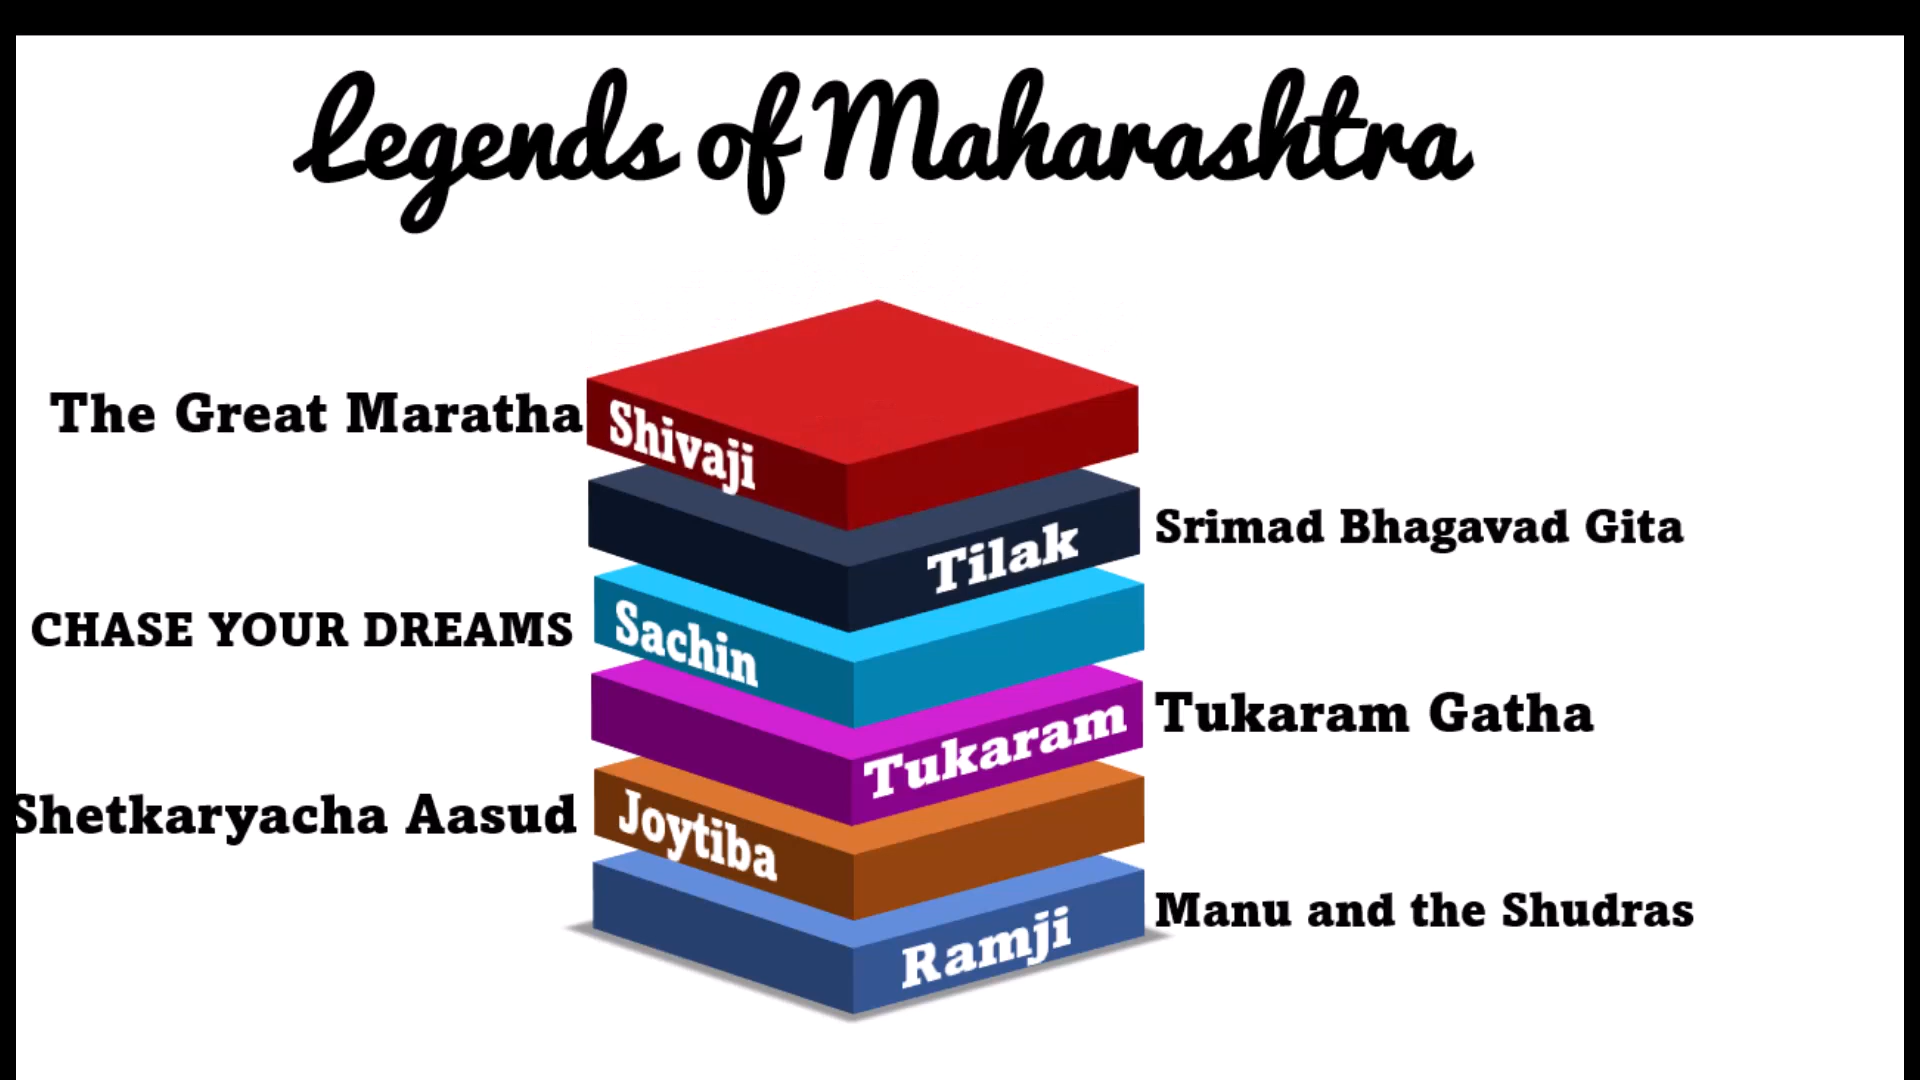 Legends of Maharashtra
The Great Maratha
Shivaji
Tilak
Srimad Bhagavad Gita
CHASE YOUR DREAMS
Sachin
Tukaram
Tukaram Gatha
Shetkaryacha Aasud
Joytiba
Ramji
Manu and the Shudras